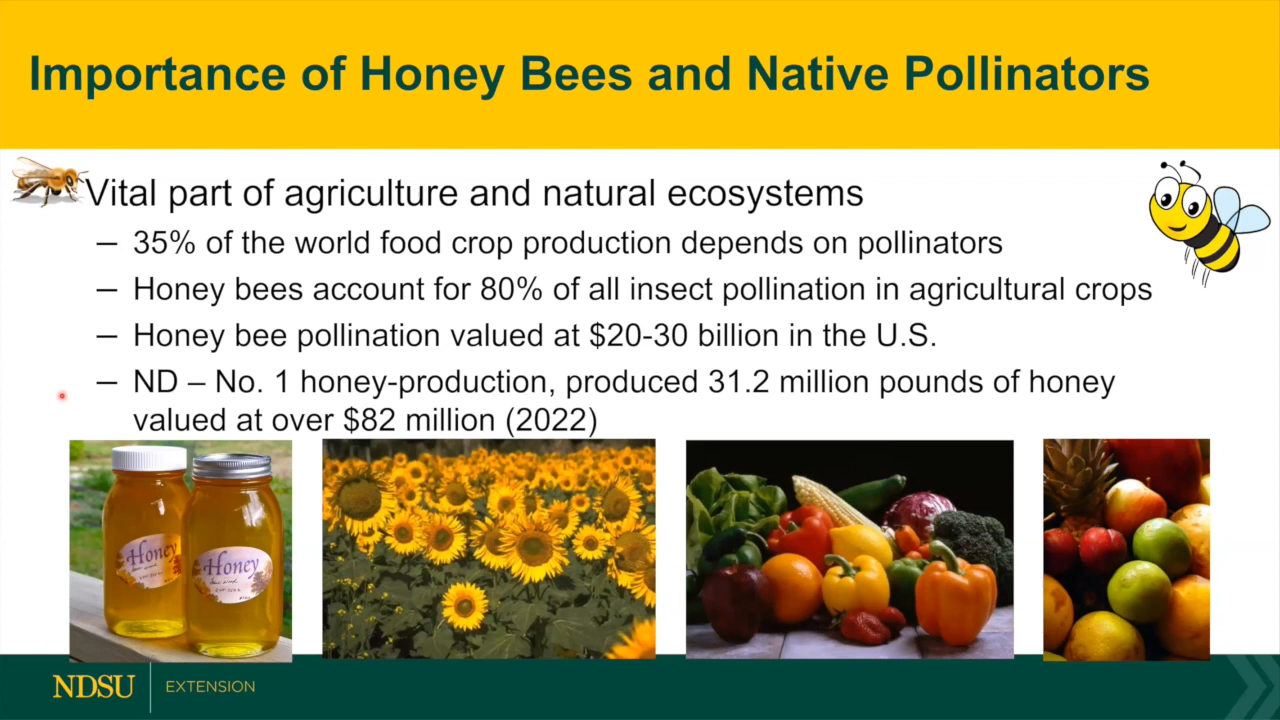 Importance of Honey Bees and Native Pollinators
Vital part of agriculture and natural ecosystems
– 35% of the world food crop production depends on pollinators
– Honey bees account for 80% of all insect pollination in agricultural crops
– Honey bee pollination valued at $20-30 billion in the U.S.
– ND – No. 1 honey-production, produced 31.2 million pounds of honey
valued at over $82 million (2022)
Honey
Honey
NDSU EXTENSION